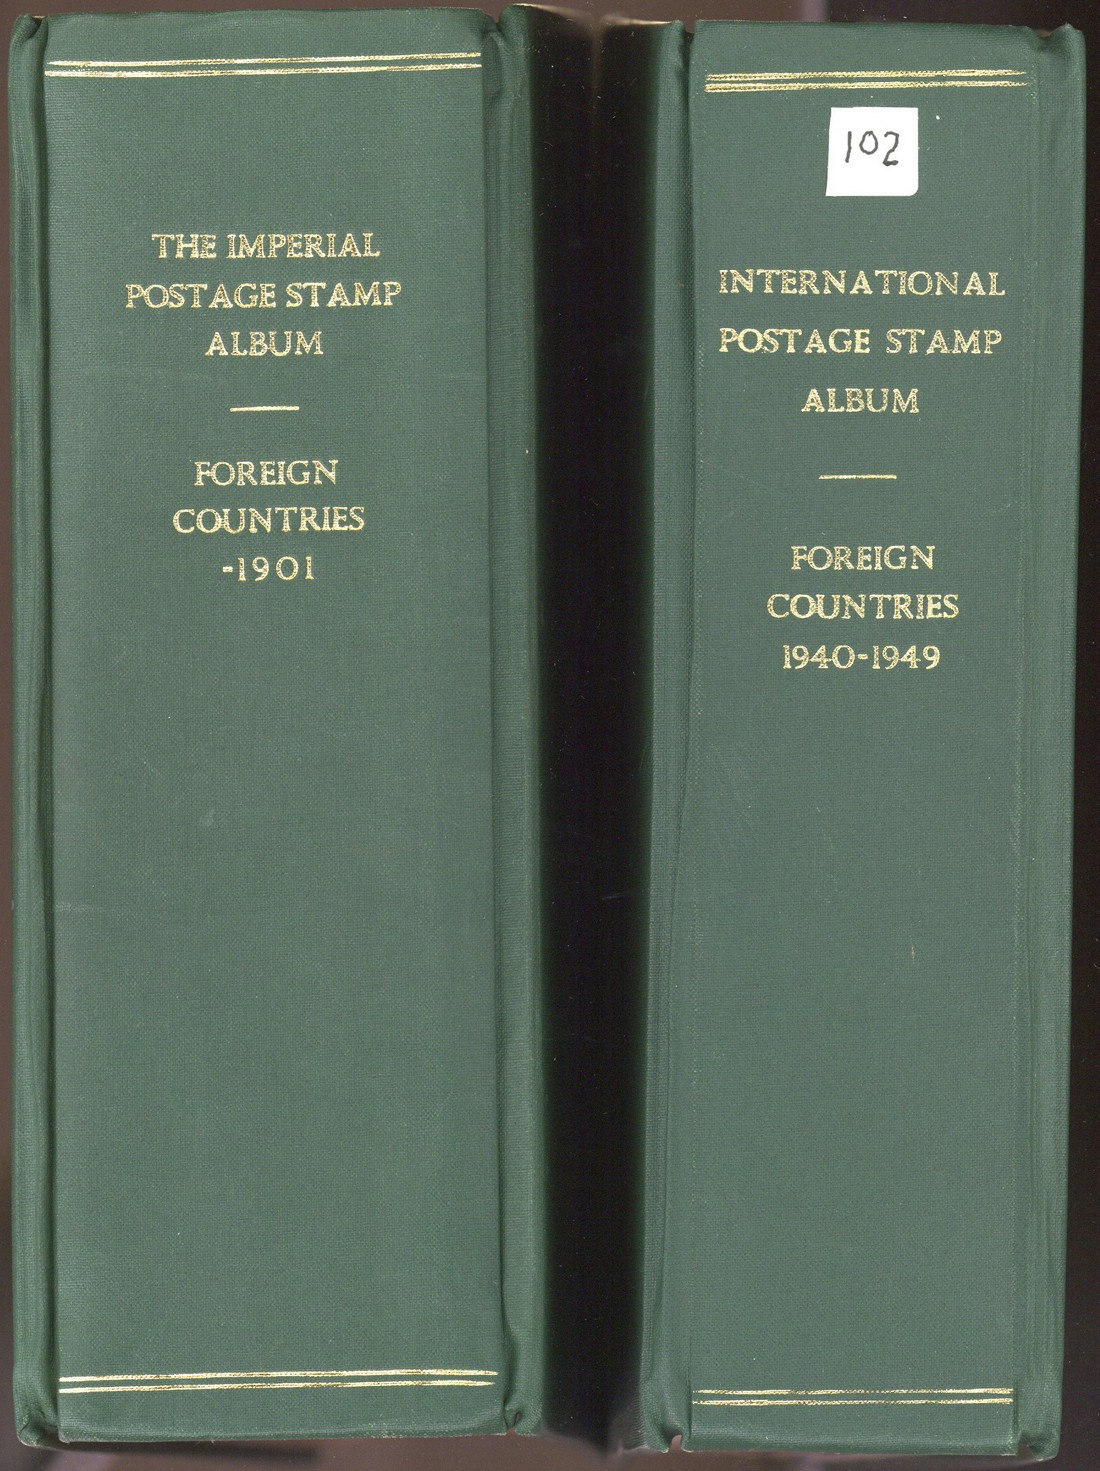 THE IMPERIAL
POSTAGE STAMP
ALBUM
FOREIGN
COUNTRIES
-1901
102
INTERNATIONAL
POSTAGE STAMP
ALBUM
FOREIGN
COUNTRIES
1940-1949